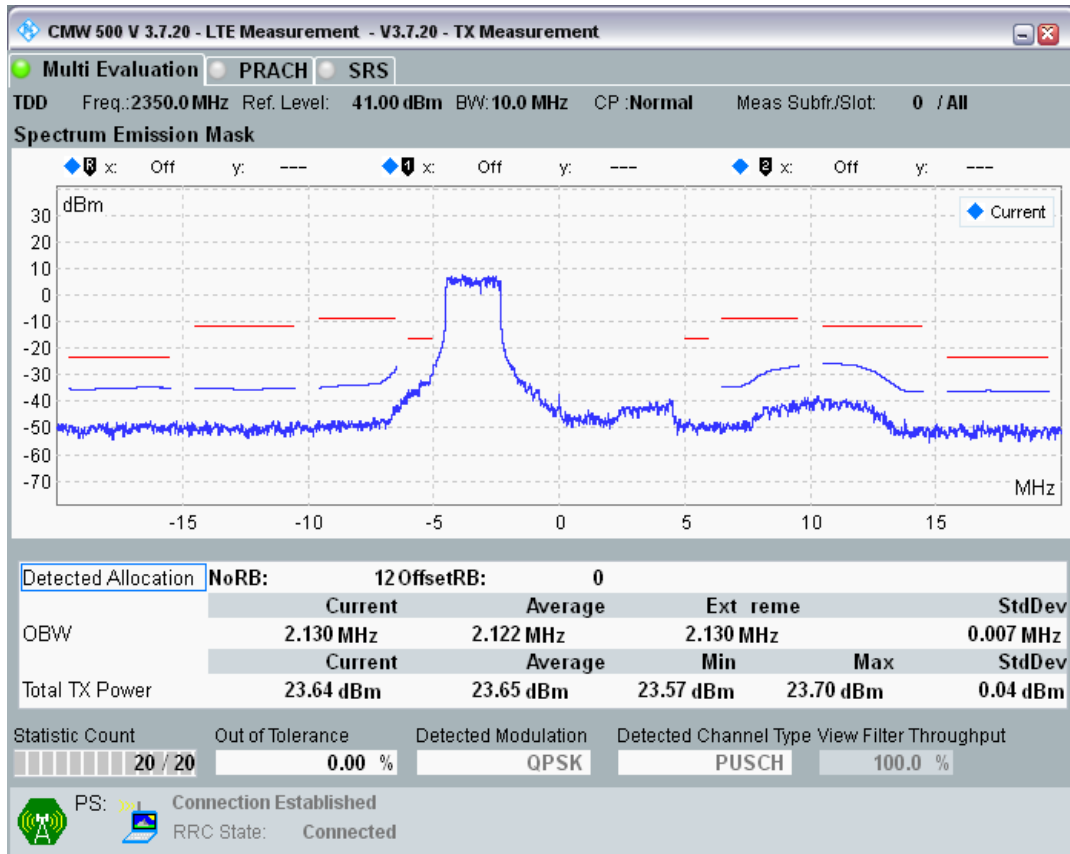 CMW 500 V 3.7.20 - LTE Measurement - V3.7.20 - TX Measurement
Multi Evaluation PRACH SRS
TDD Freq.:2350.0 MHz Ref. Level: 41.00 dBm BW:10.0 MHz CP :Normal Meas Subfr./Slot: 0 / All
Spectrum Emission Mask
R x: Off y: --- 1 x: Off y: --- 2 x: Off y: ---
dBm
Current
30
20
10
0
-10
-20
-30
-40
-50
-60
-70
MHz
-15 -10 -5 0 5 10 15
Detected Allocation NoRB: 12 OffsetRB: 0
Current Average Ext reme StdDev
OBW 2.130 MHz 2.122 MHz 2.130 MHz 0.007 MHz
Current Average Min Max StdDev
Total TX Power 23.64 dBm 23.65 dBm 23.57 dBm 23.70 dBm 0.04 dBm
Statistic Count Out of Tolerance Detected Modulation Detected Channel Type View Filter Throughput
20 / 20 0.00 % QPSK PUSCH 100.0 %
PS: Connection Established
RRC State: Connected